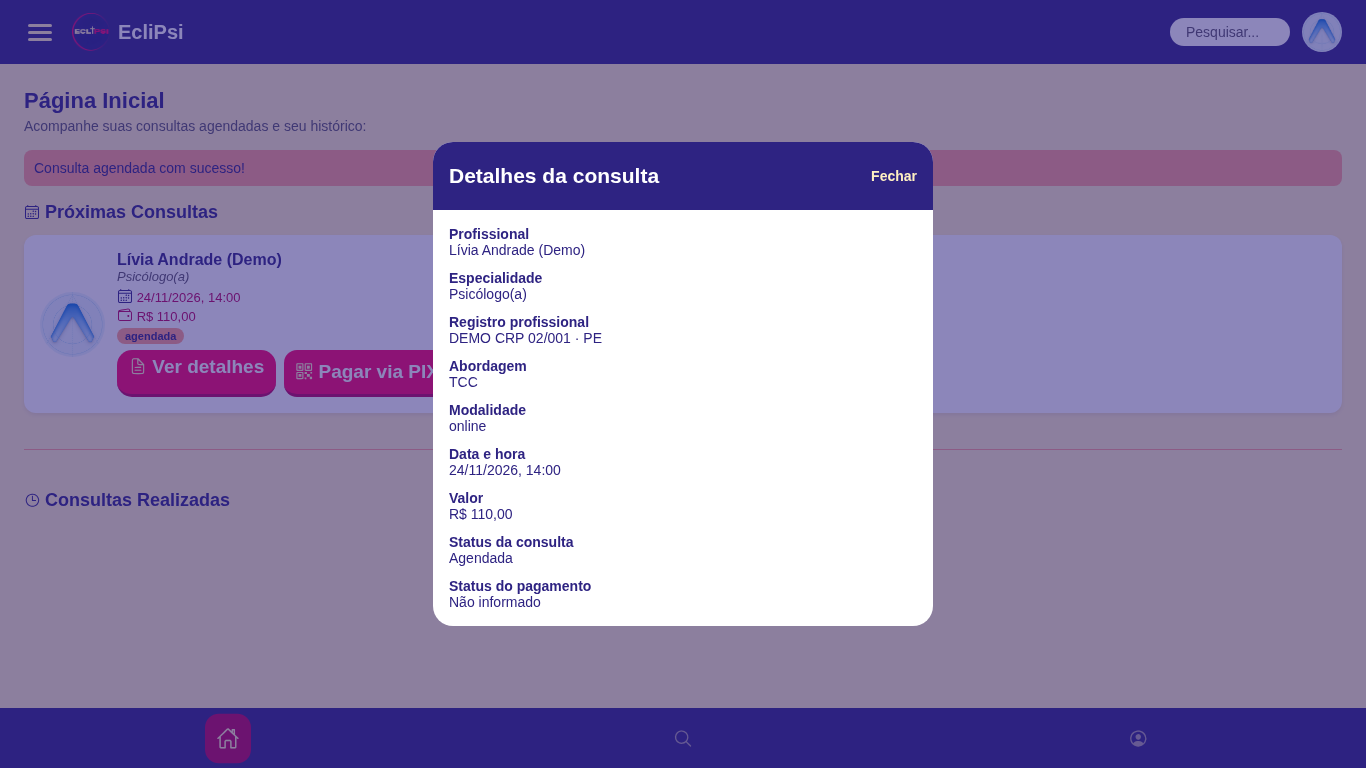 ECLIPSI
EcliPsi
Pesquisar...
Página Inicial
Acompanhe suas consultas agendadas e seu histórico:
Consulta agendada com sucesso!
Próximas Consultas
Lívia Andrade (Demo)
Psicólogo(a)
24/11/2026, 14:00
R$ 110,00
agendada
Ver detalhes
Pagar via PIX
Consultas Realizadas
Detalhes da consulta
Fechar
Profissional
Lívia Andrade (Demo)
Especialidade
Psicólogo(a)
Registro profissional
DEMO CRP 02/001 · PE
Abordagem
TCC
Modalidade
online
Data e hora
24/11/2026, 14:00
Valor
R$ 110,00
Status da consulta
Agendada
Status do pagamento
Não informado